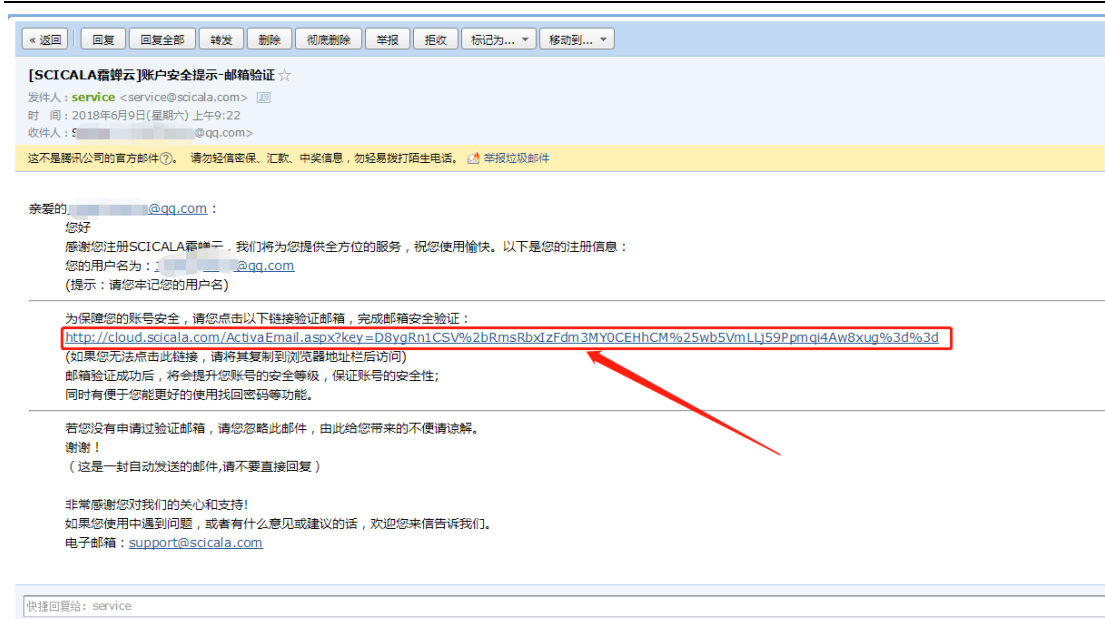 « 返回 回复 回复全部 转发 删除 彻底删除 举报 拒收 标记为... 移动到...
[SCICALA霜蝉云]账户安全提示-邮箱验证☆
发件人：service <service@scicala.com>
时 间：2018年6月9日(星期六) 上午9:22
收件人：S @qq.com>
这不是腾讯公司的官方邮件?。 请勿轻信密保、汇款、中奖信息，勿轻易拨打陌生电话。 举报垃圾邮件
亲爱的 @qq.com：
您好
感谢您注册SCICALA霜蝉云，我们将为您提供全方位的服务，祝您使用愉快。以下是您的注册信息：
您的用户名为： @qq.com
(提示：请您牢记您的用户名)
为保障您的账号安全，请您点击以下链接验证邮箱，完成邮箱安全验证：
http://cloud.scicala.com/ActivaEmail.aspx?key=D8ygRn1CSV%2bRmsRbxIzFdm3MY0CEHhCM%25wb5VmLLjS9Ppmqi4Aw8xug%3d%3d
(如果您无法点击此链接，请将其复制到浏览器地址栏后访问)
邮箱验证成功后，将会提升您账号的安全等级，保证账号的安全性;
同时有便于您能更好的使用找回密码等功能。
若您没有申请过验证邮箱，请您忽略此邮件，由此给您带来的不便请谅解。
谢谢！
（这是一封自动发送的邮件,请不要直接回复）
非常感谢您对我们的关心和支持!
如果您使用中遇到问题，或者有什么意见或建议的话，欢迎您来信告诉我们。
电子邮箱：support@scicala.com
快捷回复给：service